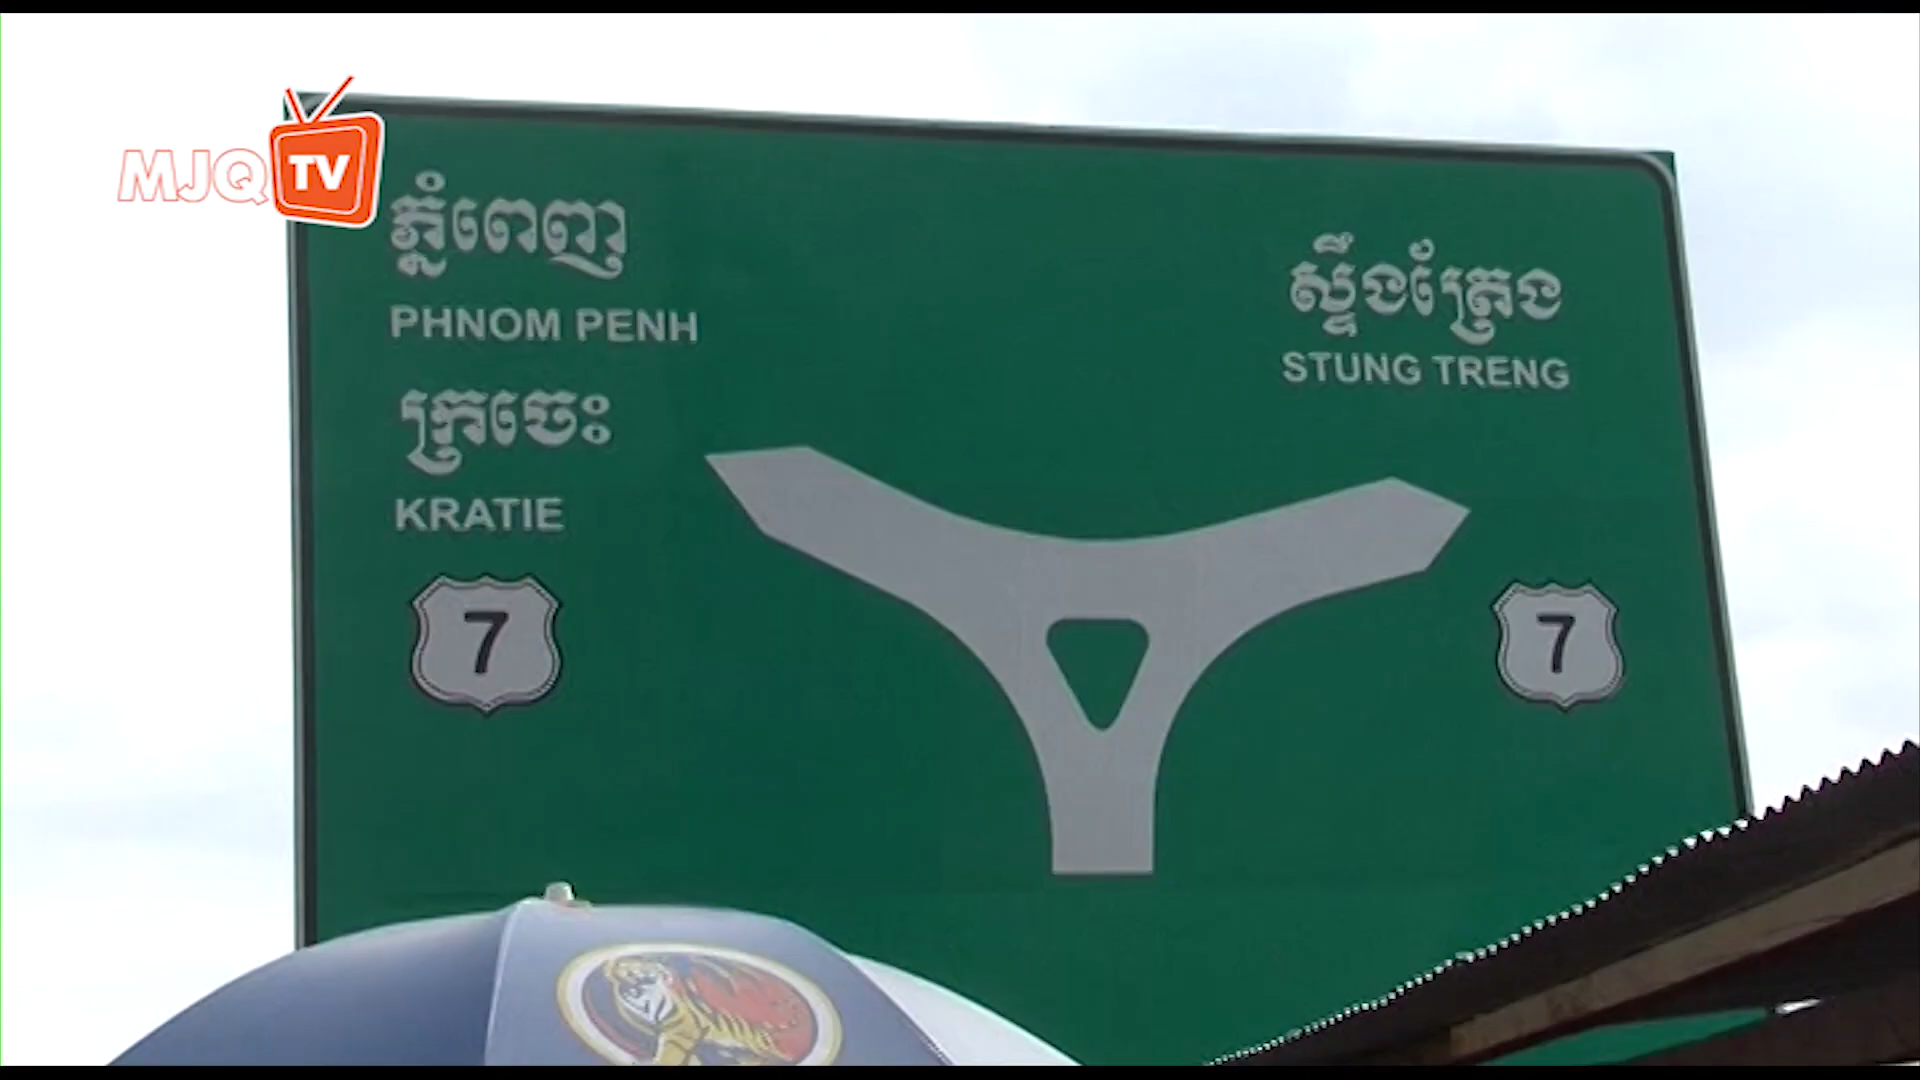 MJQ TV
ភ្នំពេញ
PHNOM PENH
ក្រចេះ
KRATIE
7
ស្ទឹងត្រែង
STUNG TRENG
7